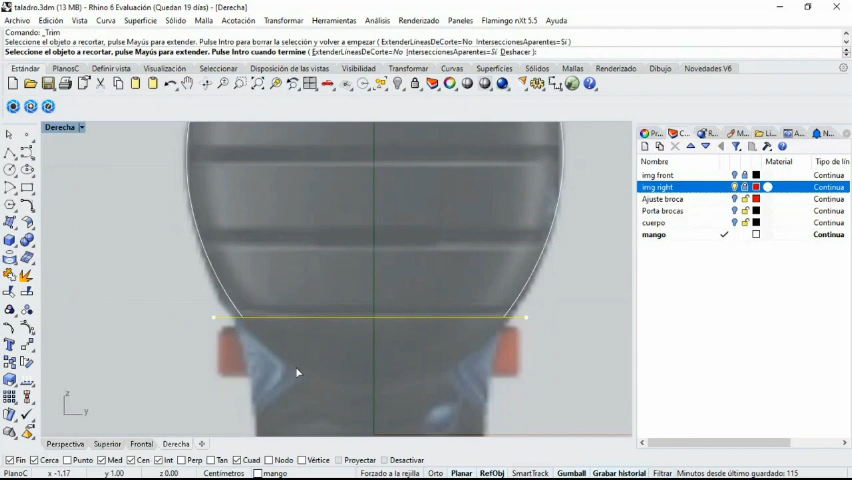 taladro.3dm (13 MB) - Rhino 6 Evaluación (Quedan 19 días) - [Derecha]
Archivo Edición Vista Curva Superficie Sólido Malla Acotación Transformar Herramientas Análisis Renderizado Paneles Flamingo nXt 5.5 Ayuda
Comando: _Trim
Seleccione el objeto a recortar, pulse Mayús para extender. Pulse Intro para borrar la selección y volver a empezar ( ExtenderLíneasDeCorte=No InterseccionesAparentes=Sí )
Seleccione el objeto a recortar, pulse Mayús para extender. Pulse Intro cuando termine ( ExtenderLíneasDeCorte=No InterseccionesAparentes=Sí Deshacer ):
Estándar PlanosC Definir vista Visualización Seleccionar Disposición de las vistas Visibilidad Transformar Curvas Superficies Sólidos Mallas Renderizado Dibujo Novedades V6
Derecha
Pr... C... R... M... Li... A... N...
Nombre Material Tipo de lín
img front Continua
img right Continua
Ajuste broca Continua
Porta brocas Continua
cuerpo Continua
mango Continua
z
y
Perspectiva Superior Frontal Derecha
Fin Cerca Punto Med Cen Int Perp Tan Cuad Nodo Vértice Proyectar Desactivar
PlanoC x -1.17 y 1.00 z 0.00 Centímetros mango Forzado a la rejilla Orto Planar RefObj SmartTrack Gumball Grabar historial Filtrar Minutos desde último guardado: 115